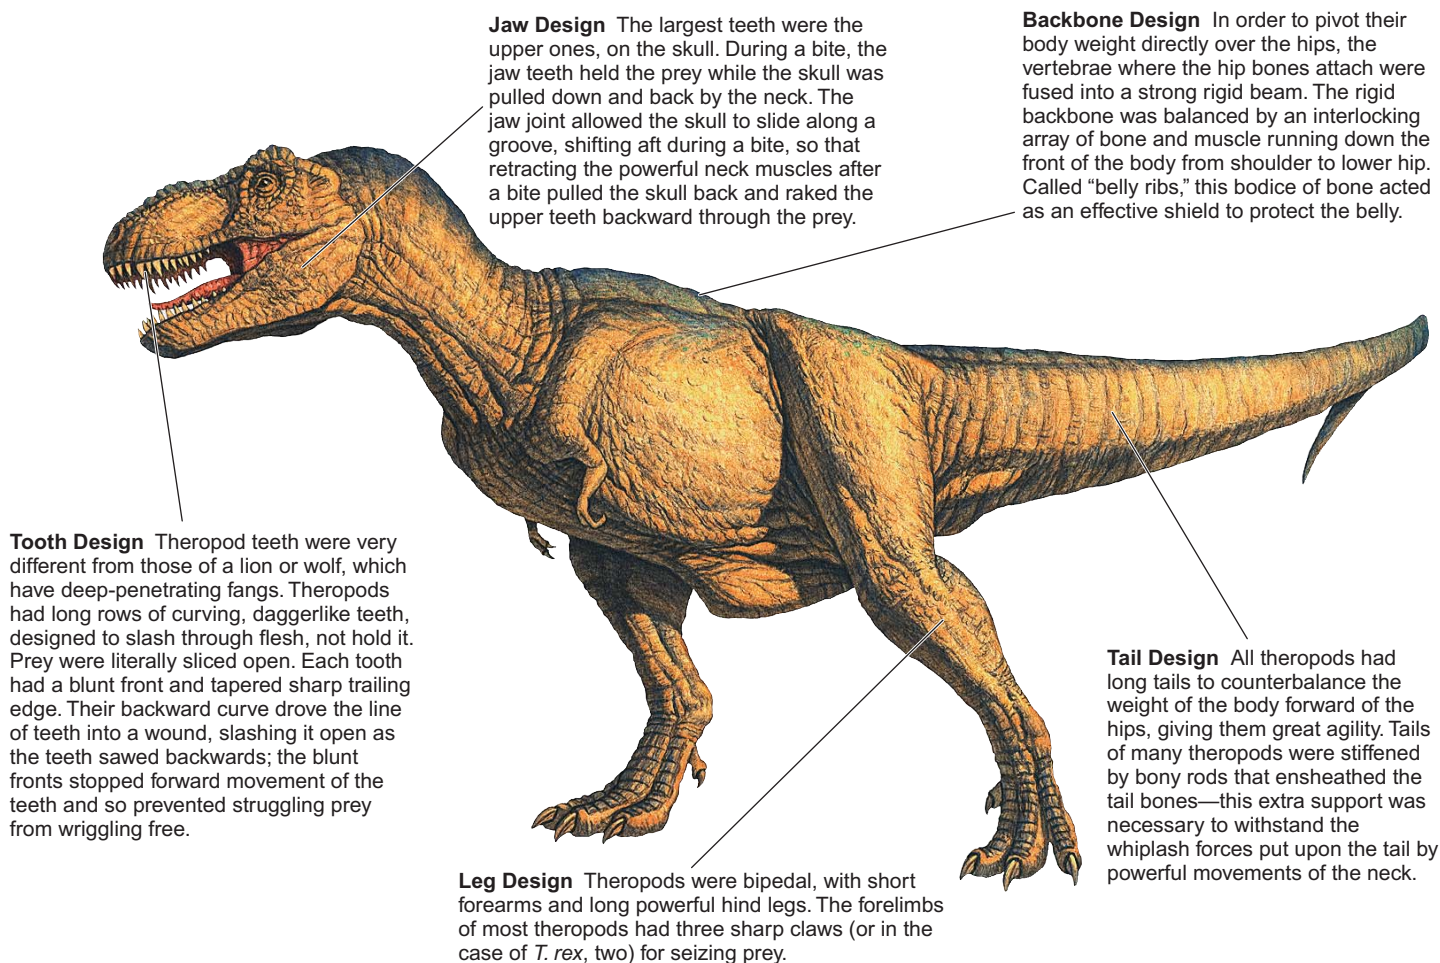 Jaw Design The largest teeth were the
upper ones, on the skull. During a bite, the
jaw teeth held the prey while the skull was
pulled down and back by the neck. The
jaw joint allowed the skull to slide along a
groove, shifting aft during a bite, so that
retracting the powerful neck muscles after
a bite pulled the skull back and raked the
upper teeth backward through the prey.
Backbone Design In order to pivot their
body weight directly over the hips, the
vertebrae where the hip bones attach were
fused into a strong rigid beam. The rigid
backbone was balanced by an interlocking
array of bone and muscle running down the
front of the body from shoulder to lower hip.
Called “belly ribs,” this bodice of bone acted
as an effective shield to protect the belly.
Tooth Design Theropod teeth were very
different from those of a lion or wolf, which
have deep-penetrating fangs. Theropods
had long rows of curving, daggerlike teeth,
designed to slash through flesh, not hold it.
Prey were literally sliced open. Each tooth
had a blunt front and tapered sharp trailing
edge. Their backward curve drove the line
of teeth into a wound, slashing it open as
the teeth sawed backwards; the blunt
fronts stopped forward movement of the
teeth and so prevented struggling prey
from wriggling free.
Tail Design All theropods had
long tails to counterbalance the
weight of the body forward of the
hips, giving them great agility. Tails
of many theropods were stiffened
by bony rods that ensheathed the
tail bones—this extra support was
necessary to withstand the
whiplash forces put upon the tail by
powerful movements of the neck.
Leg Design Theropods were bipedal, with short
forearms and long powerful hind legs. The forelimbs
of most theropods had three sharp claws (or in the
case of T. rex, two) for seizing prey.